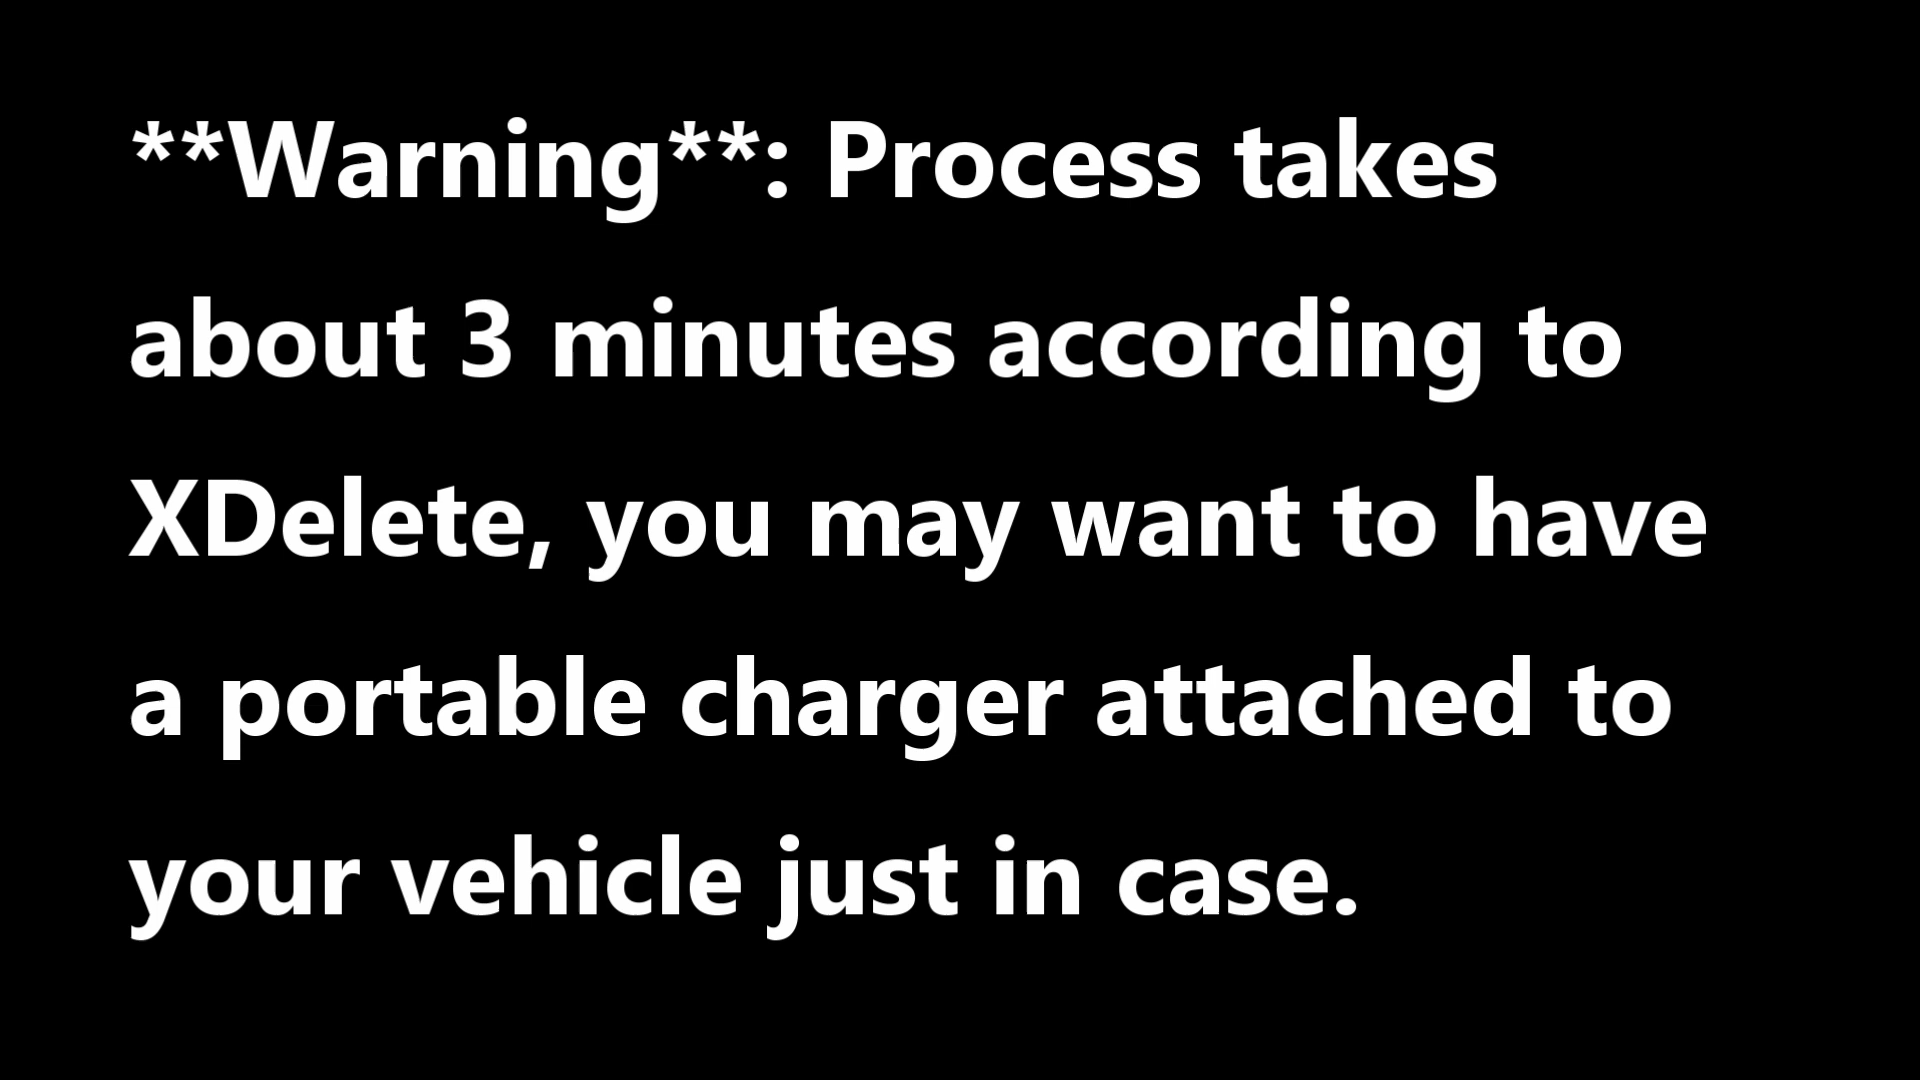 **Warning**: Process takes
about 3 minutes according to
XDelete, you may want to have
a portable charger attached to
your vehicle just in case.